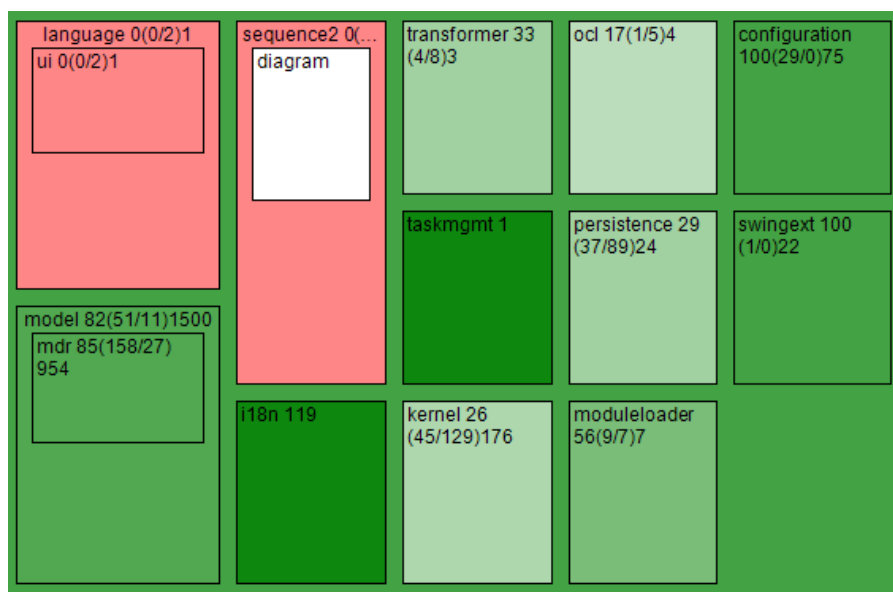 language 0(0/2)1
ui 0(0/2)1
sequence2 0(...
diagram
transformer 33
(4/8)3
ocl 17(1/5)4
configuration
100(29/0)75
taskmgmt 1
persistence 29
(37/89)24
swingext 100
(1/0)22
model 82(51/11)1500
mdr 85(158/27)
954
i18n 119
kernel 26
(45/129)176
moduleloader
56(9/7)7